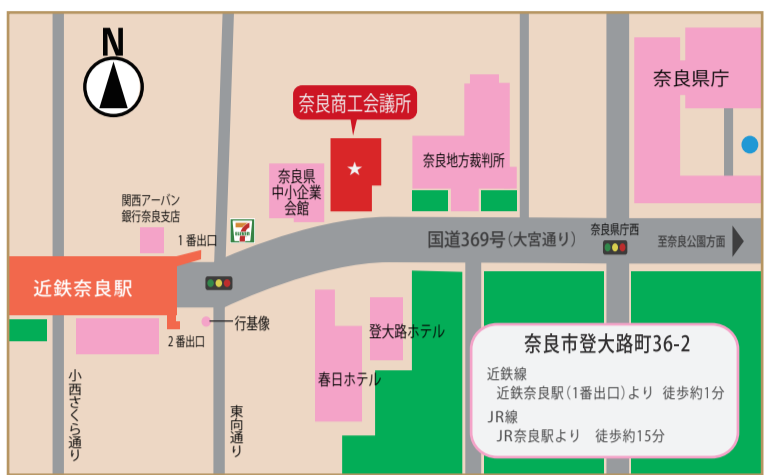 N
奈良県庁
奈良商工会議所
奈良地方裁判所
奈良県
中小企業
会館
関西アーバン
銀行奈良支店
1番出口
7
ELEVEN
国道369号(大宮通り)
奈良県庁西
至奈良公園方面
近鉄奈良駅
行基像
2番出口
登大路ホテル
春日ホテル
小西さくら通り
東向通り
奈良市登大路町36-2
近鉄線
近鉄奈良駅(1番出口)より 徒歩約1分
JR線
JR奈良駅より 徒歩約15分